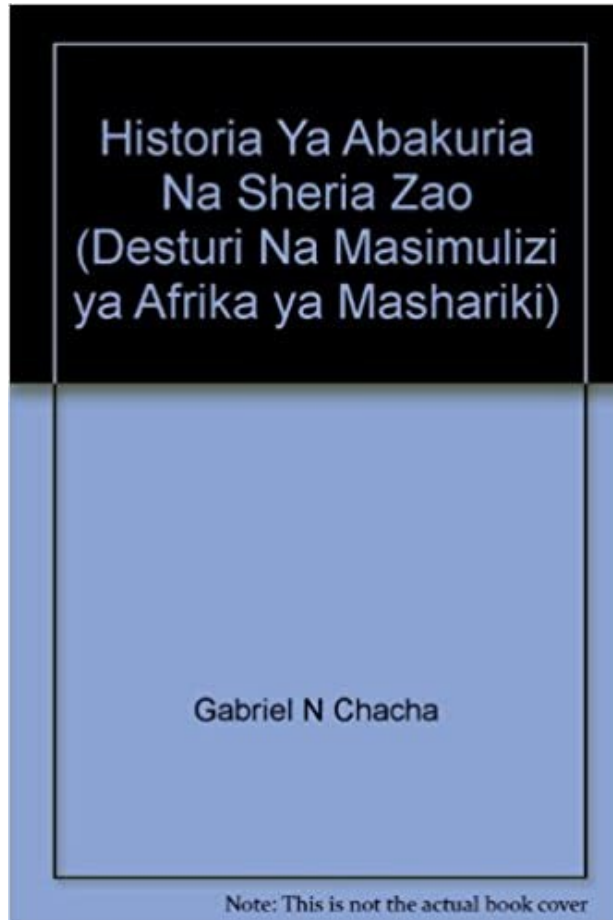 Historia Ya Abakuria
Na Sheria Zao
(Desturi Na Masimulizi
ya Afrika ya Mashariki)
Gabriel N Chacha
Note: This is not the actual book cover